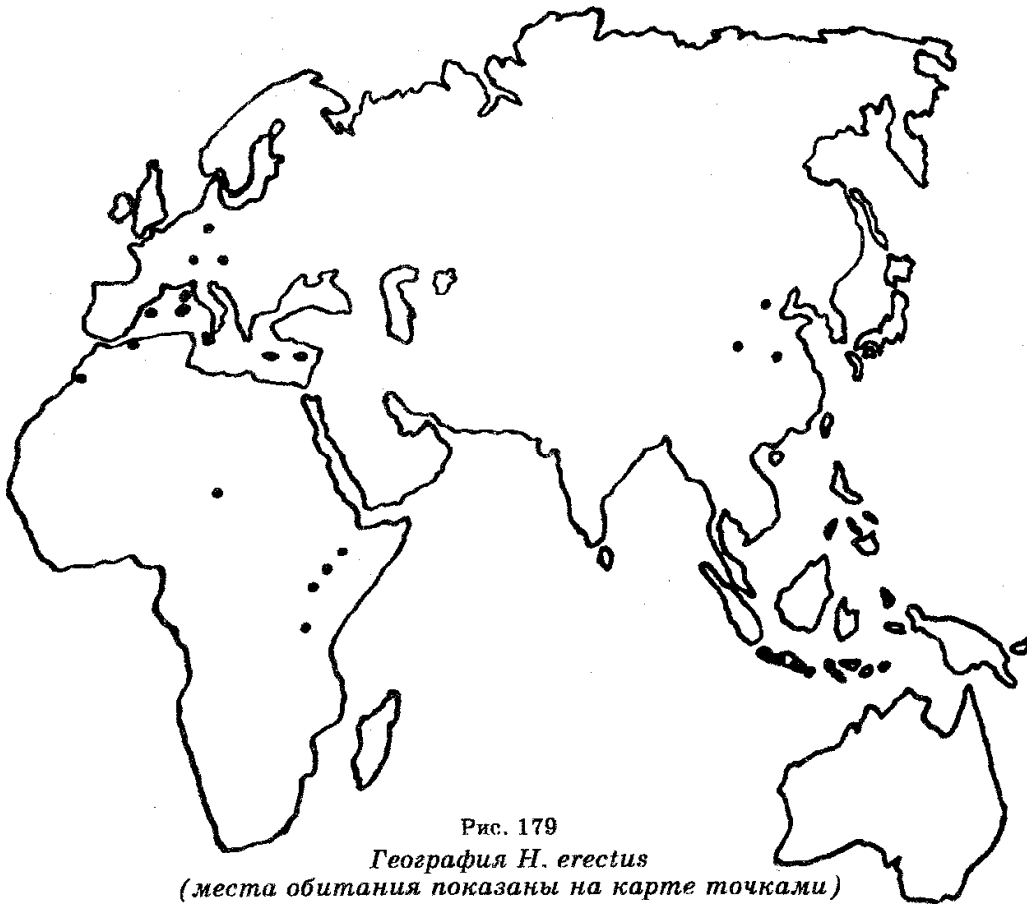 Рис. 179
География H. erectus
(места обитания показаны на карте точками)